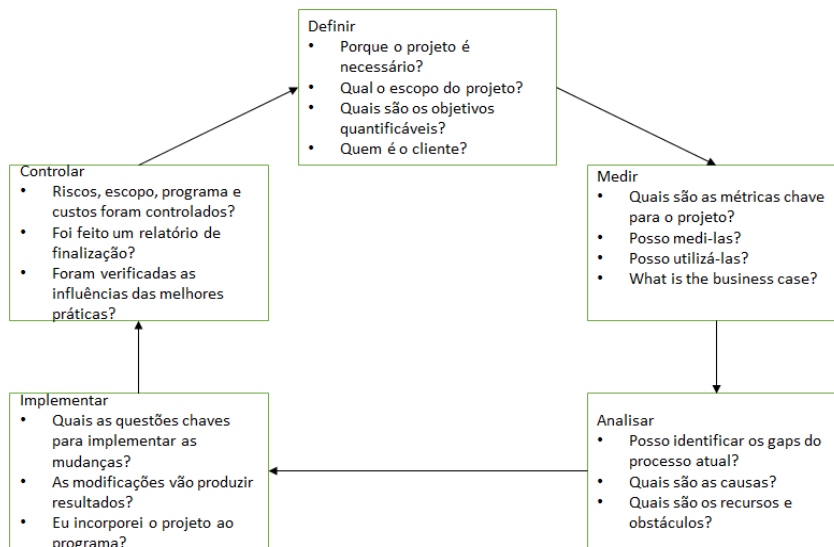 Definir
• Porque o projeto é
necessário?
• Qual o escopo do projeto?
• Quais são os objetivos
quantificáveis?
• Quem é o cliente?
Medir
• Quais são as métricas chave
para o projeto?
• Posso medi-las?
• Posso utilizá-las?
• What is the business case?
Analisar
• Posso identificar os gaps do
processo atual?
• Quais são as causas?
• Quais são os recursos e
obstáculos?
Implementar
• Quais as questões chaves
para implementar as
mudanças?
• As modificações vão produzir
resultados?
• Eu incorporei o projeto ao
programa?
Controlar
• Riscos, escopo, programa e
custos foram controlados?
• Foi feito um relatório de
finalização?
• Foram verificadas as
influências das melhores
práticas?